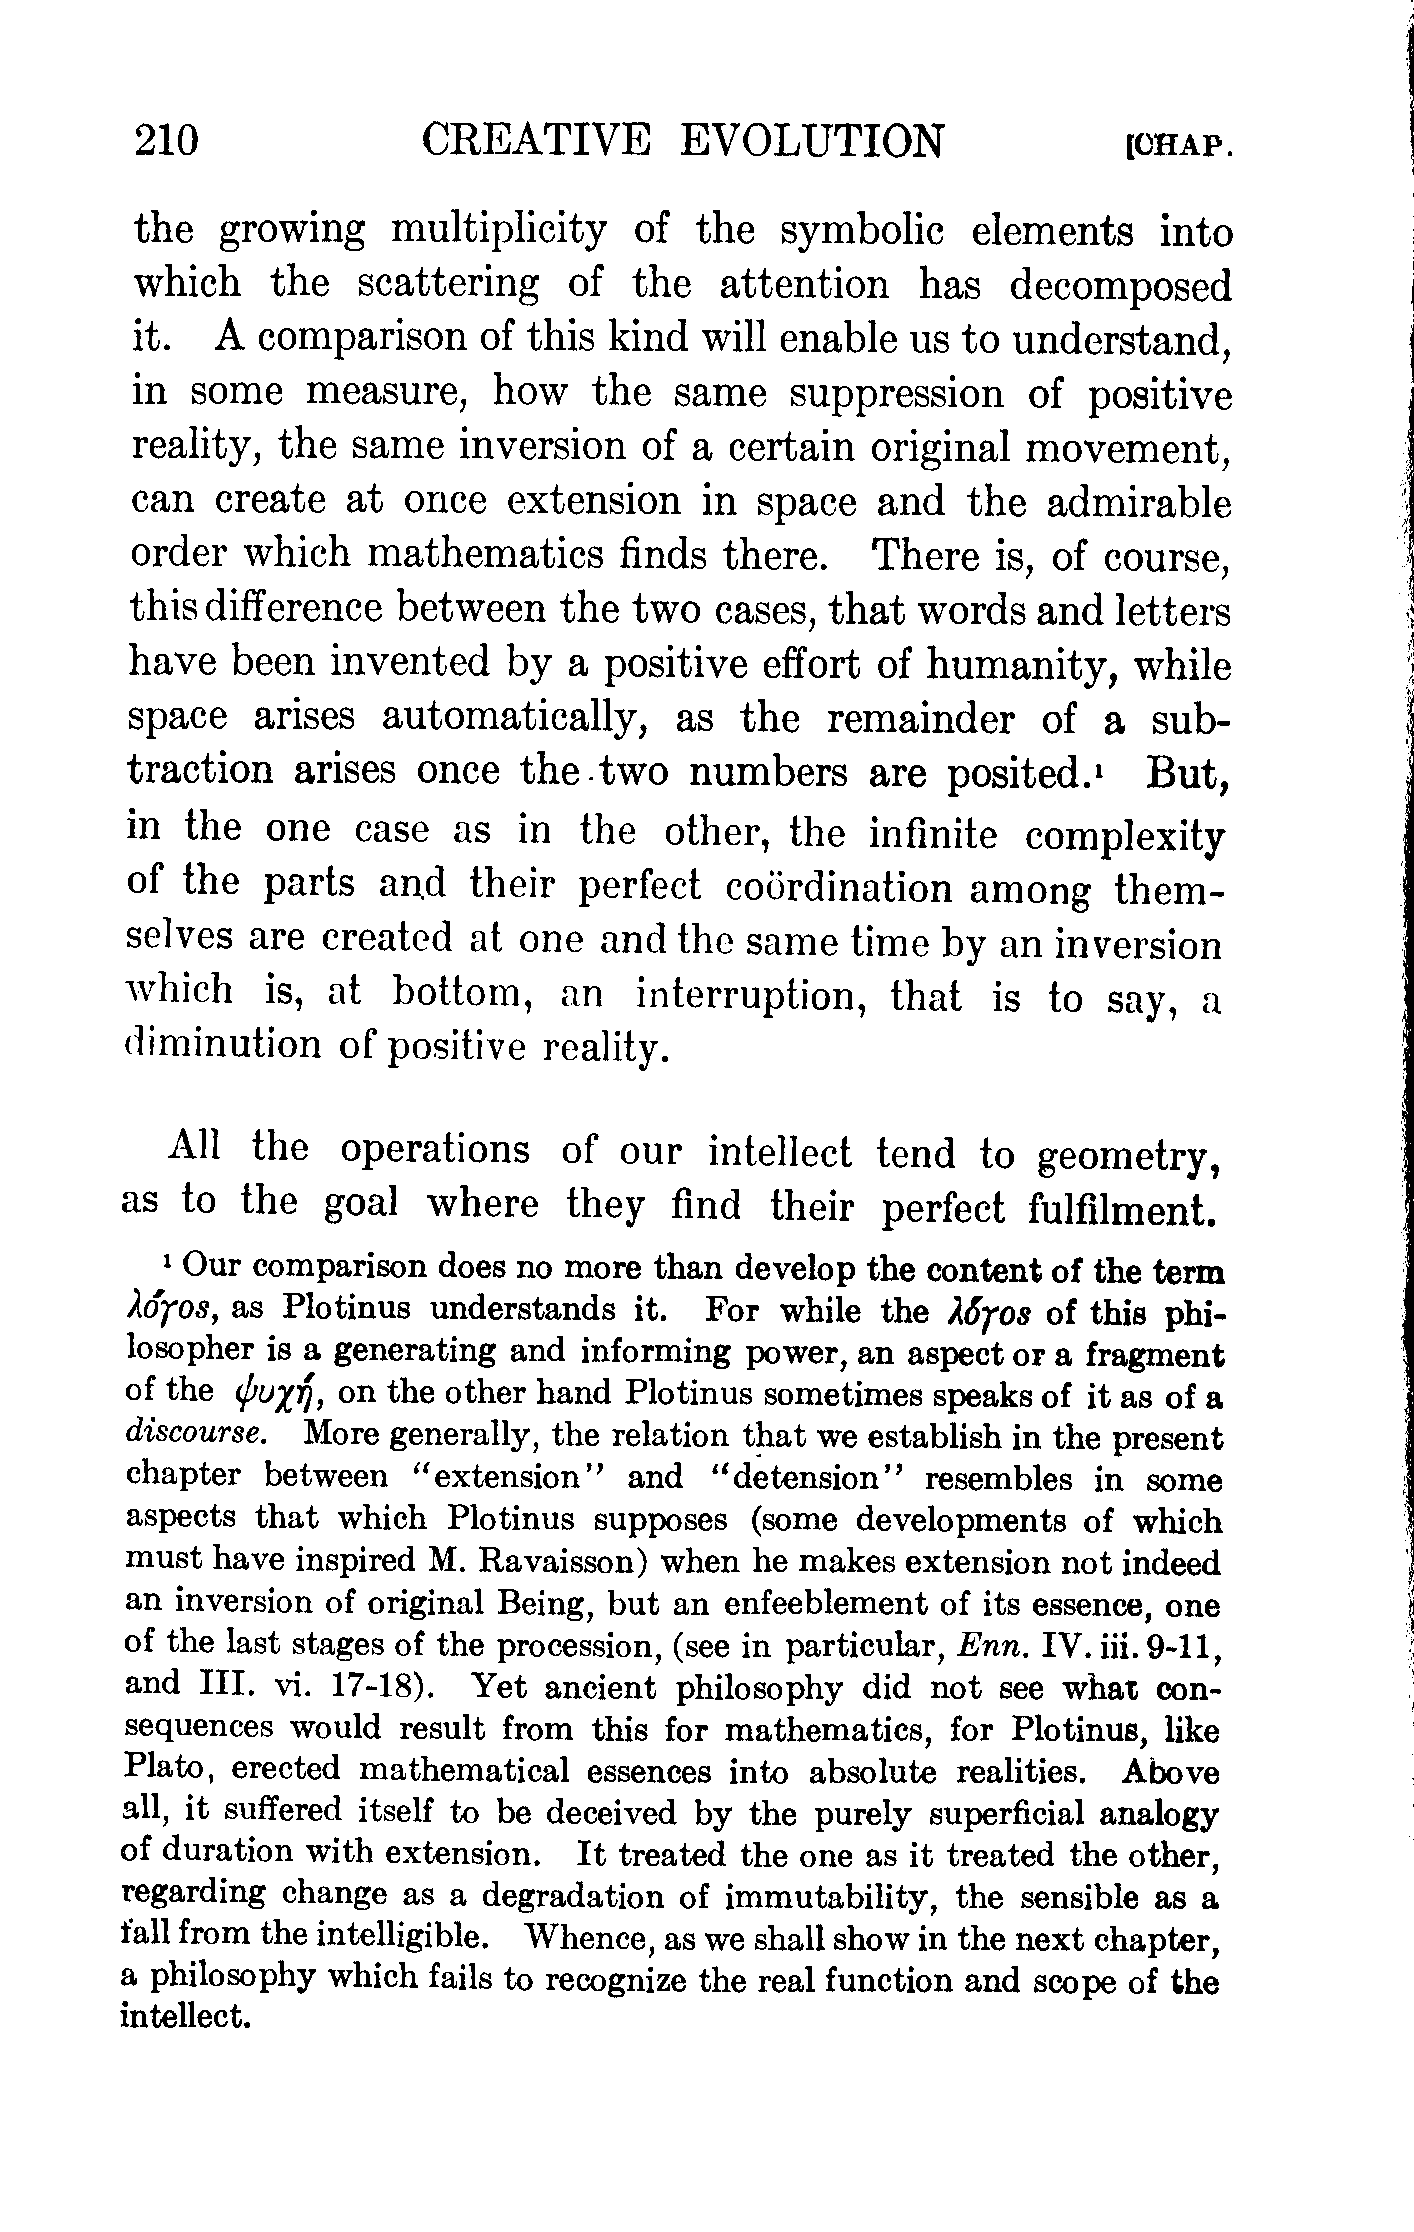 210 CREATIVE EVOLUTION [CHAP.
the growing multiplicity of the symbolic elements into
which the scattering of the attention has decomposed
it. A comparison of this kind will enable us to understand,
in some measure, how the same suppression of positive
reality, the same inversion of a certain original movement,
can create at once extension in space and the admirable
order which mathematics finds there. There is, of course,
this difference between the two cases, that words and letters
have been invented by a positive effort of humanity, while
space arises automatically, as the remainder of a sub-
traction arises once the two numbers are posited.¹ But,
in the one case as in the other, the infinite complexity
of the parts and their perfect coördination among them-
selves are created at one and the same time by an inversion
which is, at bottom, an interruption, that is to say, a
diminution of positive reality.
All the operations of our intellect tend to geometry,
as to the goal where they find their perfect fulfilment.
¹ Our comparison does no more than develop the content of the term
λόγος, as Plotinus understands it. For while the λόγος of this phi-
losopher is a generating and informing power, an aspect or a fragment
of the ψυχή, on the other hand Plotinus sometimes speaks of it as of a
discourse. More generally, the relation that we establish in the present
chapter between "extension" and "detension" resembles in some
aspects that which Plotinus supposes (some developments of which
must have inspired M. Ravaisson) when he makes extension not indeed
an inversion of original Being, but an enfeeblement of its essence, one
of the last stages of the procession, (see in particular, Enn. IV. iii. 9-11,
and III. vi. 17-18). Yet ancient philosophy did not see what con-
sequences would result from this for mathematics, for Plotinus, like
Plato, erected mathematical essences into absolute realities. Above
all, it suffered itself to be deceived by the purely superficial analogy
of duration with extension. It treated the one as it treated the other,
regarding change as a degradation of immutability, the sensible as a
fall from the intelligible. Whence, as we shall show in the next chapter,
a philosophy which fails to recognize the real function and scope of the
intellect.